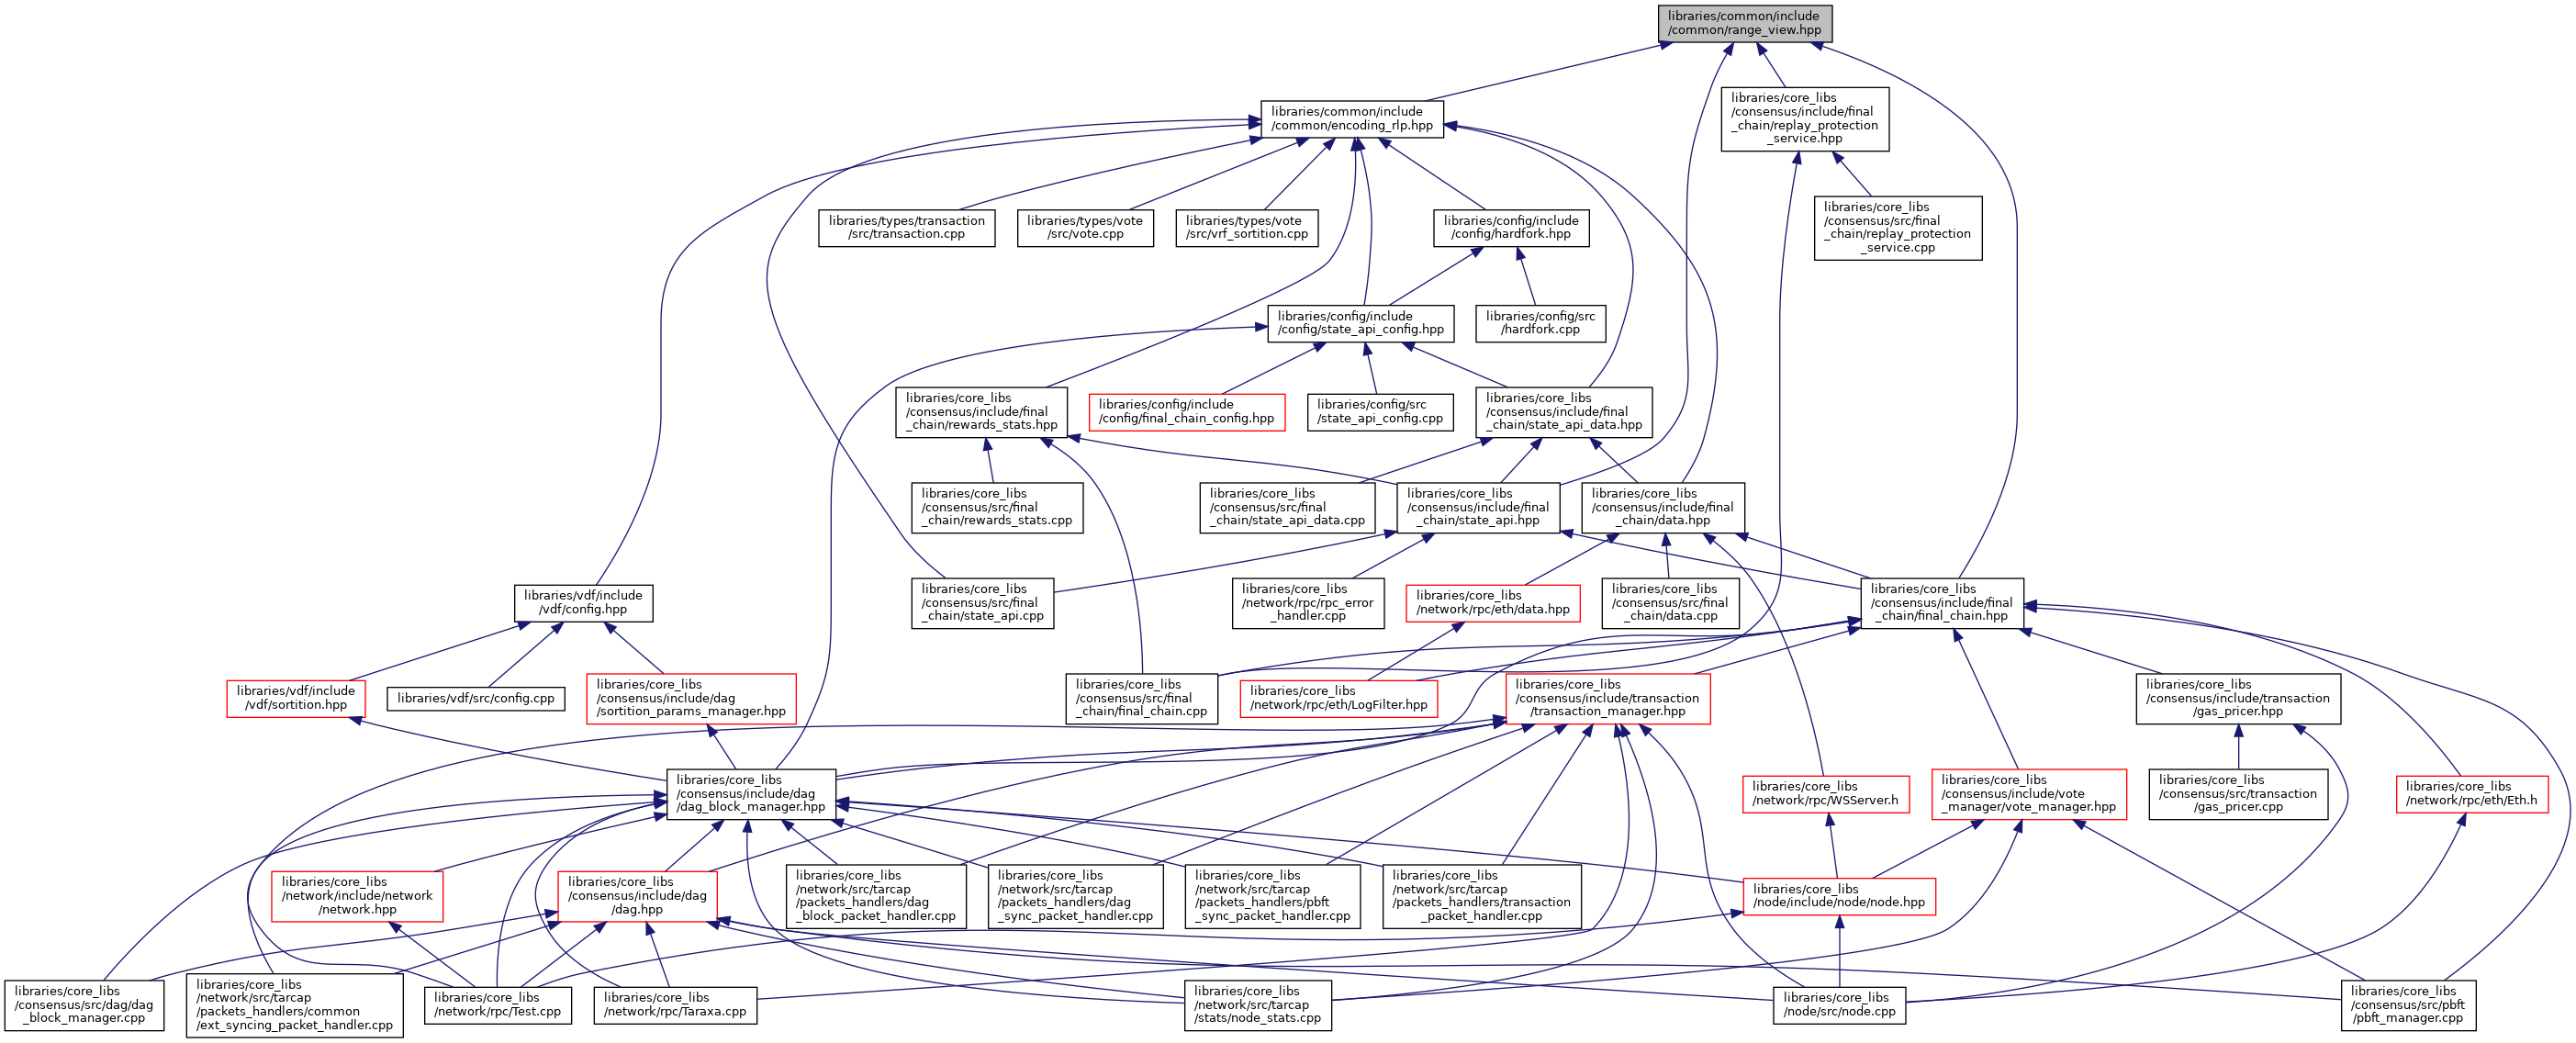 libraries/common/include
/common/range_view.hpp
libraries/core_libs
/consensus/include/final
_chain/replay_protection
_service.hpp
libraries/common/include
/common/encoding_rlp.hpp
libraries/core_libs
/consensus/src/final
_chain/replay_protection
_service.cpp
libraries/types/transaction
/src/transaction.cpp
libraries/types/vote
/src/vote.cpp
libraries/types/vote
/src/vrf_sortition.cpp
libraries/config/include
/config/hardfork.hpp
libraries/config/include
/config/state_api_config.hpp
libraries/config/src
/hardfork.cpp
libraries/core_libs
/consensus/include/final
_chain/rewards_stats.hpp
libraries/config/include
/config/final_chain_config.hpp
libraries/config/src
/state_api_config.cpp
libraries/core_libs
/consensus/include/final
_chain/state_api_data.hpp
libraries/core_libs
/consensus/src/final
_chain/rewards_stats.cpp
libraries/core_libs
/consensus/src/final
_chain/state_api_data.cpp
libraries/core_libs
/consensus/include/final
_chain/state_api.hpp
libraries/core_libs
/consensus/include/final
_chain/data.hpp
libraries/vdf/include
/vdf/config.hpp
libraries/core_libs
/consensus/src/final
_chain/state_api.cpp
libraries/core_libs
/network/rpc/rpc_error
_handler.cpp
libraries/core_libs
/network/rpc/eth/data.hpp
libraries/core_libs
/consensus/src/final
_chain/data.cpp
libraries/core_libs
/consensus/include/final
_chain/final_chain.hpp
libraries/vdf/include
/vdf/sortition.hpp
libraries/vdf/src/config.cpp
libraries/core_libs
/consensus/include/dag
/sortition_params_manager.hpp
libraries/core_libs
/consensus/src/final
_chain/final_chain.cpp
libraries/core_libs
/network/rpc/eth/LogFilter.hpp
libraries/core_libs
/consensus/include/transaction
/transaction_manager.hpp
libraries/core_libs
/consensus/include/transaction
/gas_pricer.hpp
libraries/core_libs
/consensus/include/dag
/dag_block_manager.hpp
libraries/core_libs
/network/rpc/WSServer.h
libraries/core_libs
/consensus/include/vote
_manager/vote_manager.hpp
libraries/core_libs
/consensus/src/transaction
/gas_pricer.cpp
libraries/core_libs
/network/rpc/eth/Eth.h
libraries/core_libs
/network/include/network
/network.hpp
libraries/core_libs
/consensus/include/dag
/dag.hpp
libraries/core_libs
/network/src/tarcap
/packets_handlers/dag
_block_packet_handler.cpp
libraries/core_libs
/network/src/tarcap
/packets_handlers/dag
_sync_packet_handler.cpp
libraries/core_libs
/network/src/tarcap
/packets_handlers/pbft
_sync_packet_handler.cpp
libraries/core_libs
/network/src/tarcap
/packets_handlers/transaction
_packet_handler.cpp
libraries/core_libs
/node/include/node/node.hpp
libraries/core_libs
/consensus/src/dag/dag
_block_manager.cpp
libraries/core_libs
/network/src/tarcap
/packets_handlers/common
/ext_syncing_packet_handler.cpp
libraries/core_libs
/network/rpc/Test.cpp
libraries/core_libs
/network/rpc/Taraxa.cpp
libraries/core_libs
/network/src/tarcap
/stats/node_stats.cpp
libraries/core_libs
/node/src/node.cpp
libraries/core_libs
/consensus/src/pbft
/pbft_manager.cpp